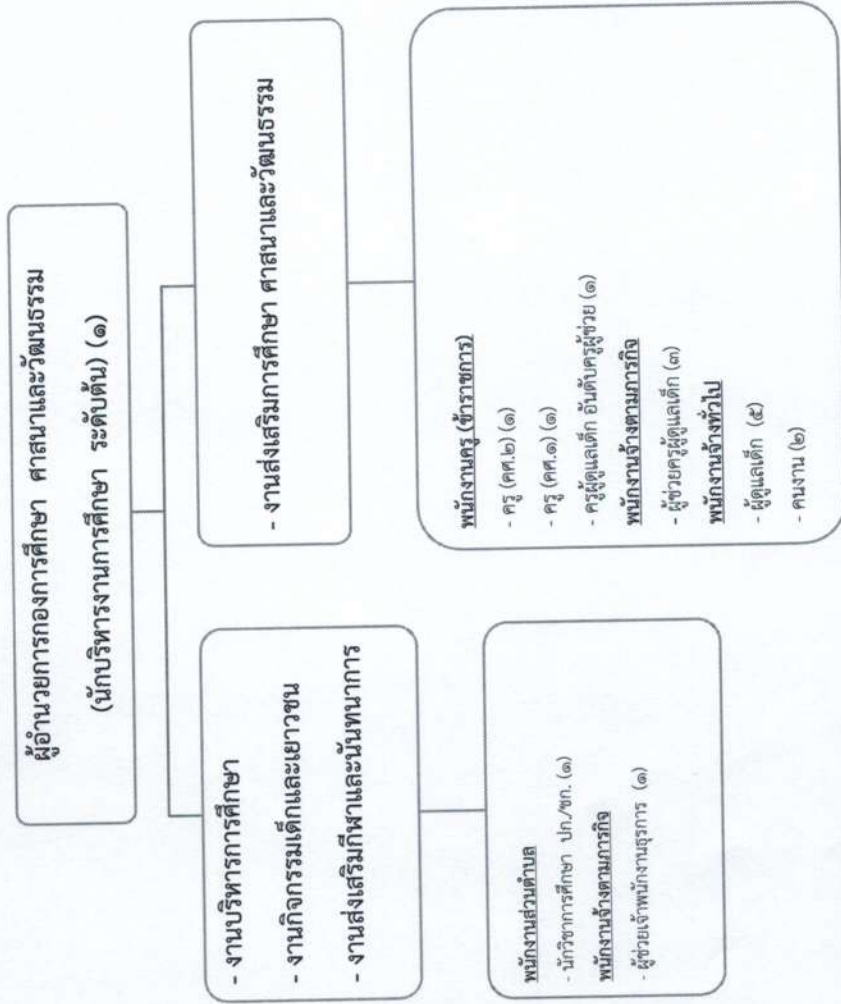 ผู้อำนวยการกองการศึกษา ศาสนาและวัฒนธรรม
(นักบริหารงานการศึกษา ระดับต้น) (๑)
- งานบริหารการศึกษา
- งานกิจกรรมเด็กและเยาวชน
- งานส่งเสริมกีฬาและนันทนาการ
- งานส่งเสริมการศึกษา ศาสนาและวัฒนธรรม
พนักงานส่วนตำบล
- นักวิชาการศึกษา ปก./ชก. (๑)
พนักงานจ้างตามภารกิจ
- ผู้ช่วยเจ้าพนักงานธุรการ (๑)
พนักงานครู (ข้าราชการ)
- ครู (คศ.๒) (๑)
- ครู (คศ.๑) (๑)
- ครูผู้ดูแลเด็ก อันดับครูผู้ช่วย (๑)
พนักงานจ้างตามภารกิจ
- ผู้ช่วยครูผู้ดูแลเด็ก (๓)
พนักงานจ้างทั่วไป
- ผู้ดูแลเด็ก (๕)
- คนงาน (๒)